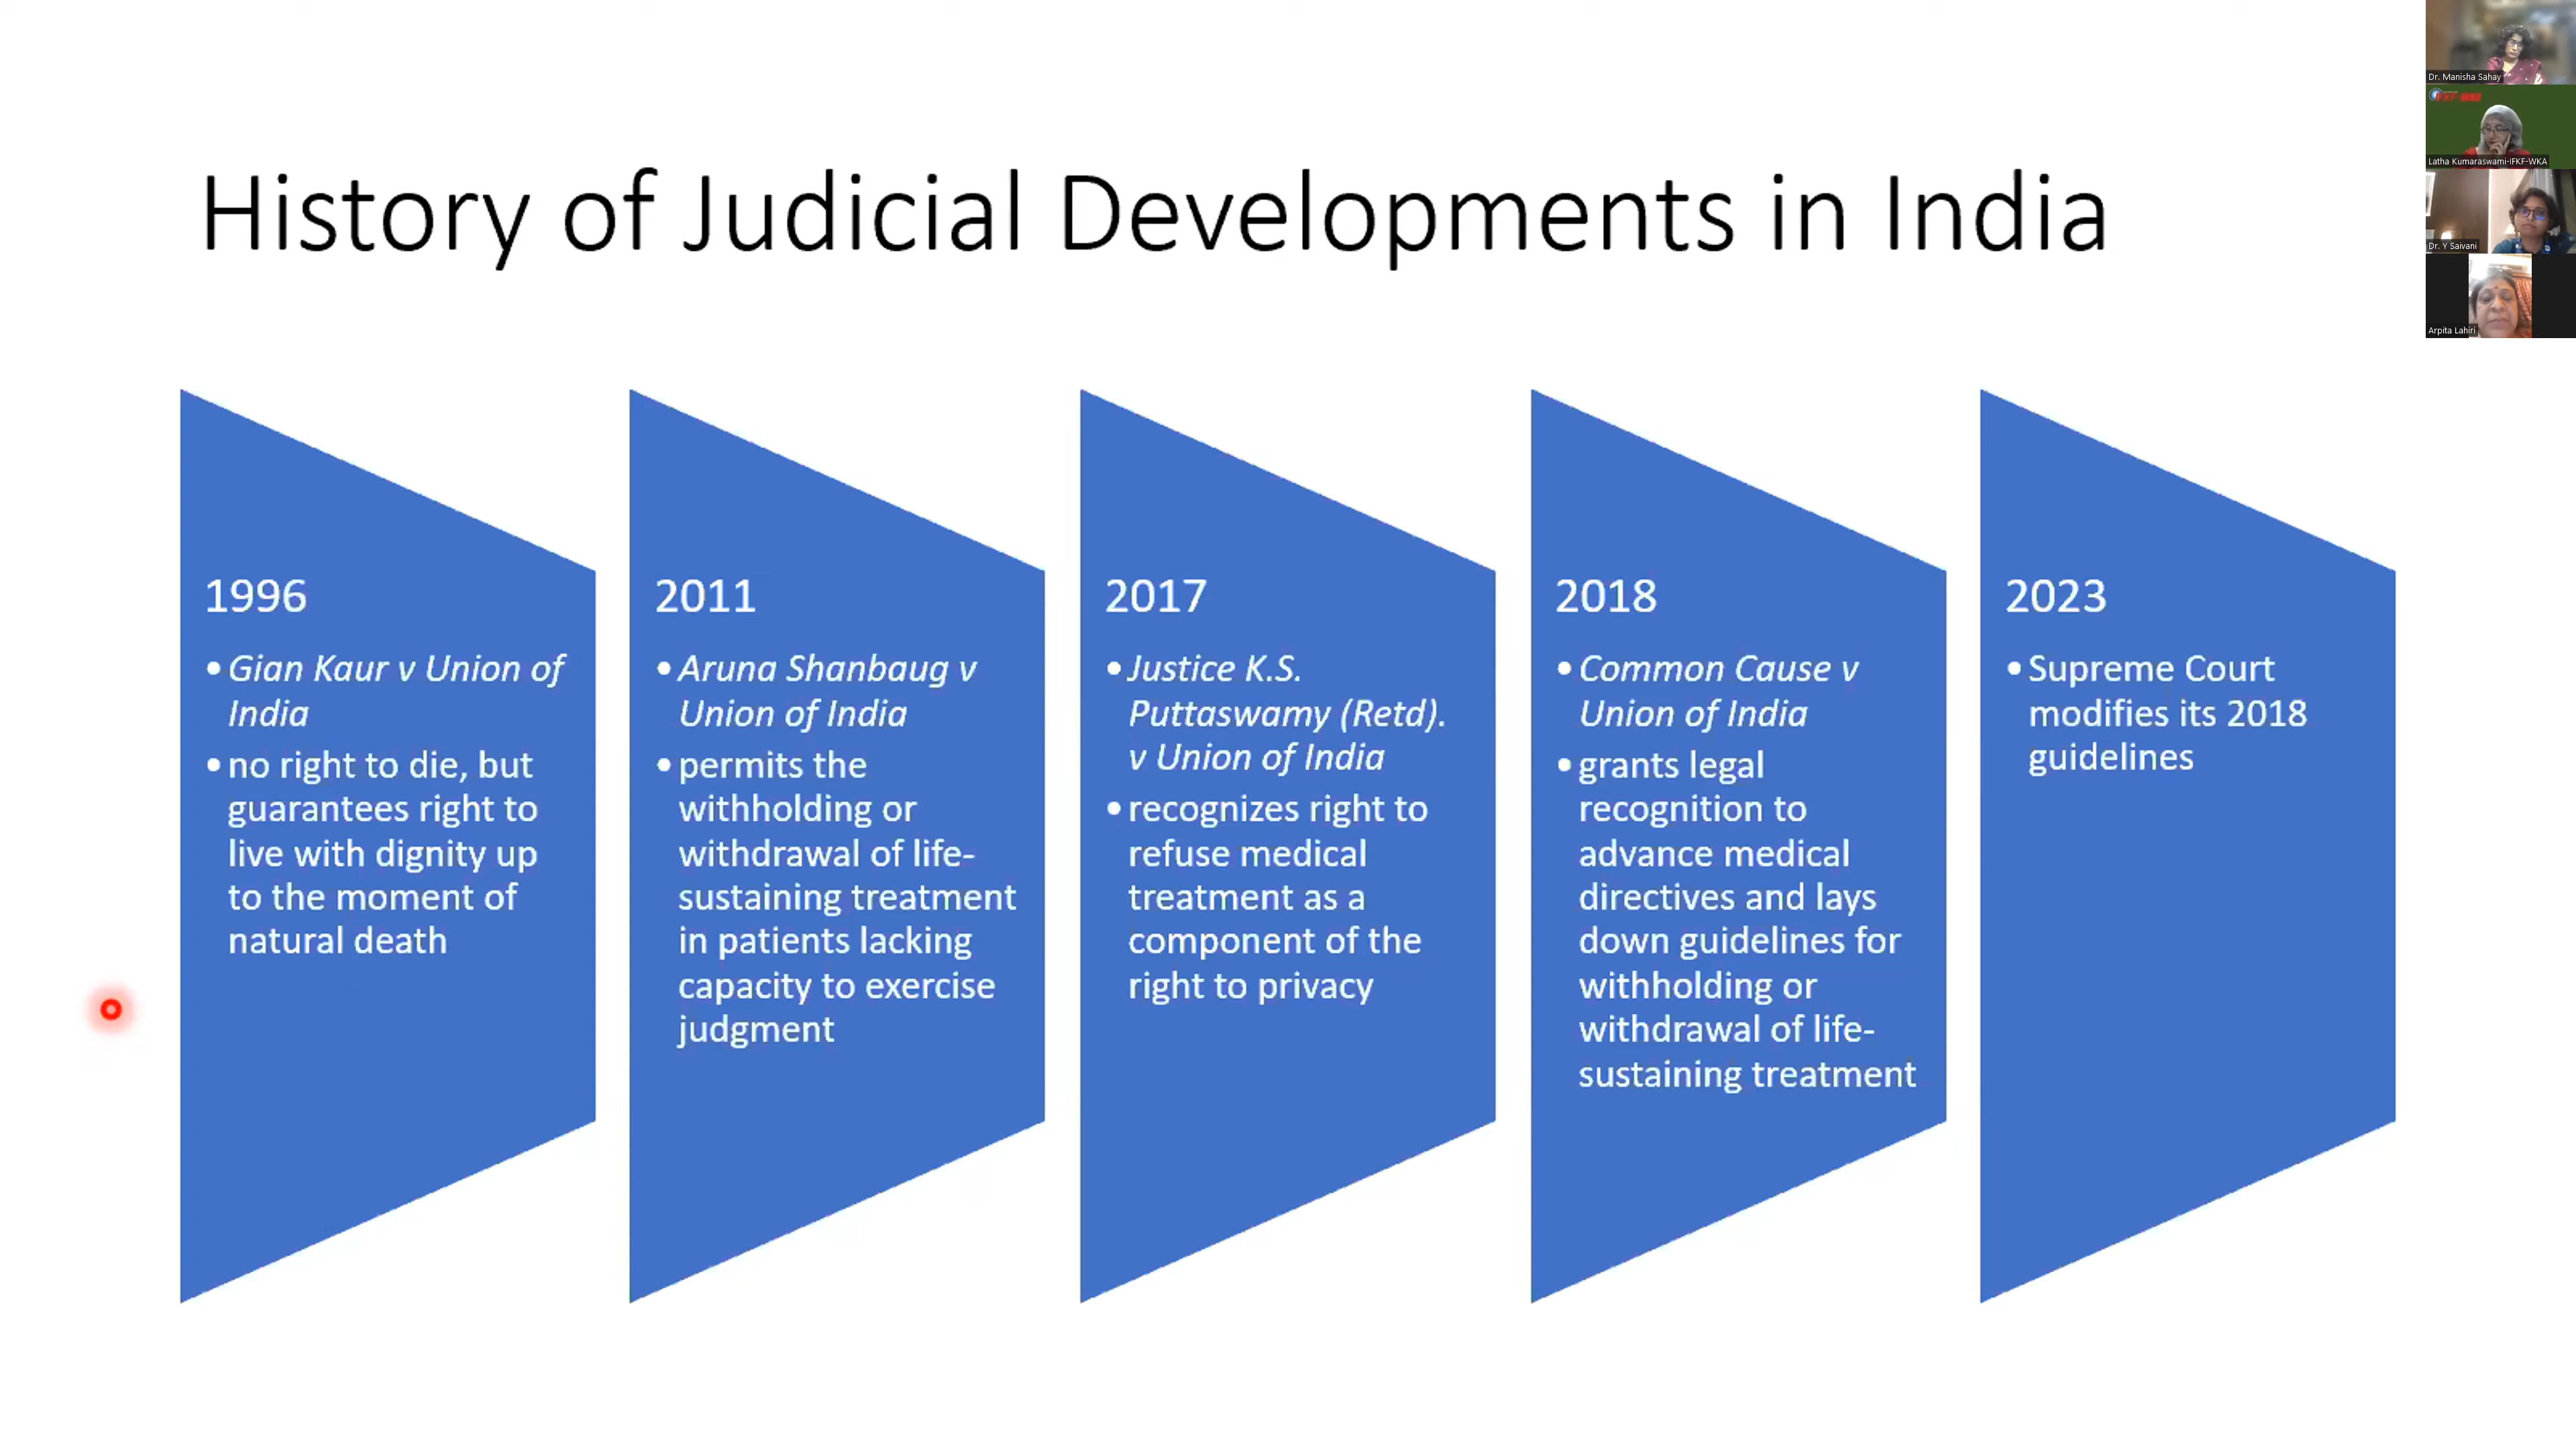 History of Judicial Developments in India
1996
• Gian Kaur v Union of
India
• no right to die, but
guarantees right to
live with dignity up
to the moment of
natural death
2011
• Aruna Shanbaug v
Union of India
• permits the
withholding or
withdrawal of life-
sustaining treatment
in patients lacking
capacity to exercise
judgment
2017
• Justice K.S.
Puttaswamy (Retd).
v Union of India
• recognizes right to
refuse medical
treatment as a
component of the
right to privacy
2018
• Common Cause v
Union of India
• grants legal
recognition to
advance medical
directives and lays
down guidelines for
withholding or
withdrawal of life-
sustaining treatment
2023
• Supreme Court
modifies its 2018
guidelines
Dr. Manisha Sahay
Latha Kumaraswami-IFKF-WKA
Dr. Y Saivani
Arpita Lahiri